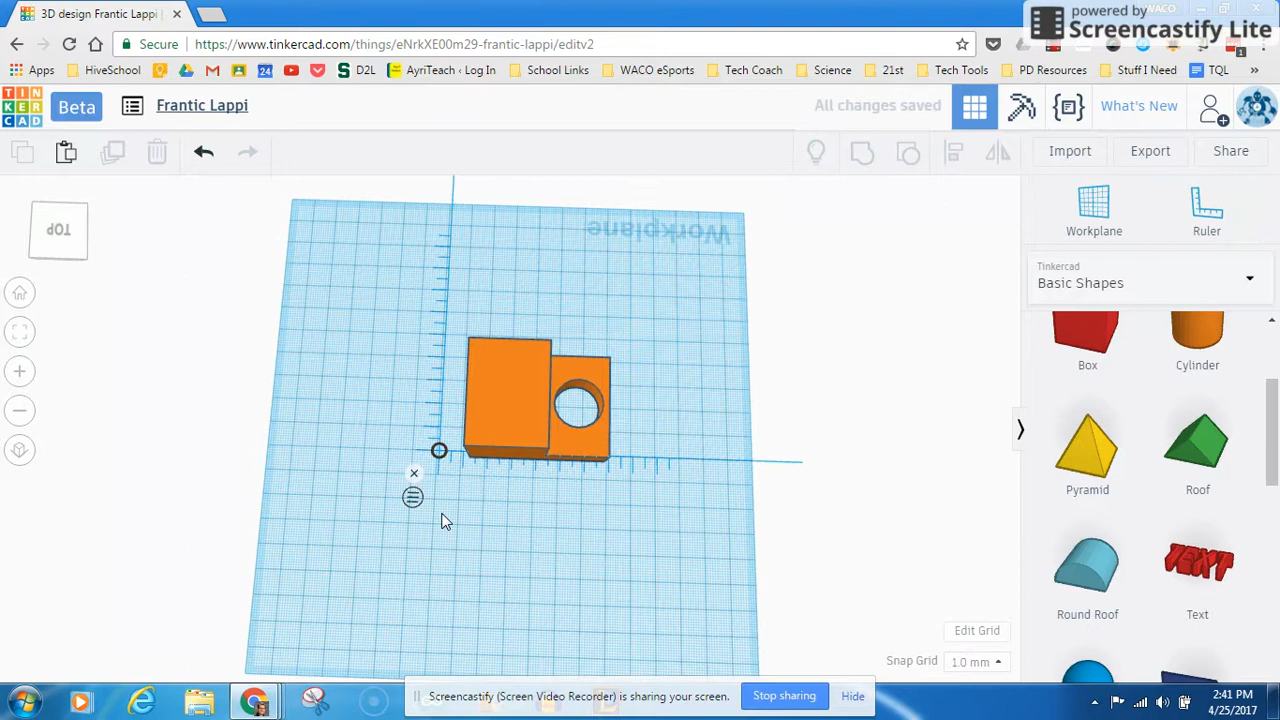 3D design Frantic Lappi
WACO
powered by
Screencastify Lite
Secure
https://www.tinkercad.com/things/eMkXE00m29-frantic-lappi/editv2
Apps
HiveSchool
24
D2L
AyriTeach - Log I
School Links
WACO eSports
Tech Coach
Science
21st
Tech Tools
PD Resources
Stuff I Need
TQL
»
TIN
KER
CAD
Beta
Frantic Lappi
All changes saved
What's New
Import
Export
Share
TOP
Workplane
Workplane
Ruler
Tinkercad
Basic Shapes
Box
Cylinder
Pyramid
Roof
TEXT
Round Roof
Text
Edit Grid
Snap Grid
1.0 mm
Screencastify (Screen Video Recorder) is sharing your screen.
Stop sharing
Hide
2:41 PM
4/25/2017